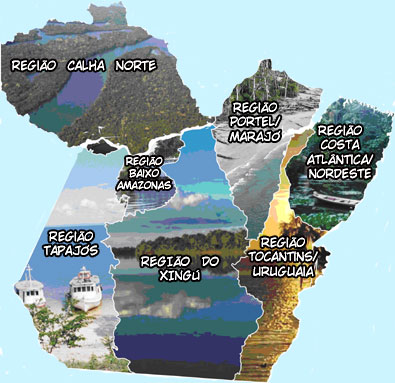 REGIÃO CALHA NORTE
REGIÃO
PORTEL/
MARAJÓ
REGIÃO
COSTA
ATLÂNTICA/
NORDESTE
REGIÃO
BAIXO
AMAZONAS
REGIÃO
TAPAJÓS
REGIÃO DO
XINGÚ
REGIÃO
TOCANTINS/
URUGUAIA